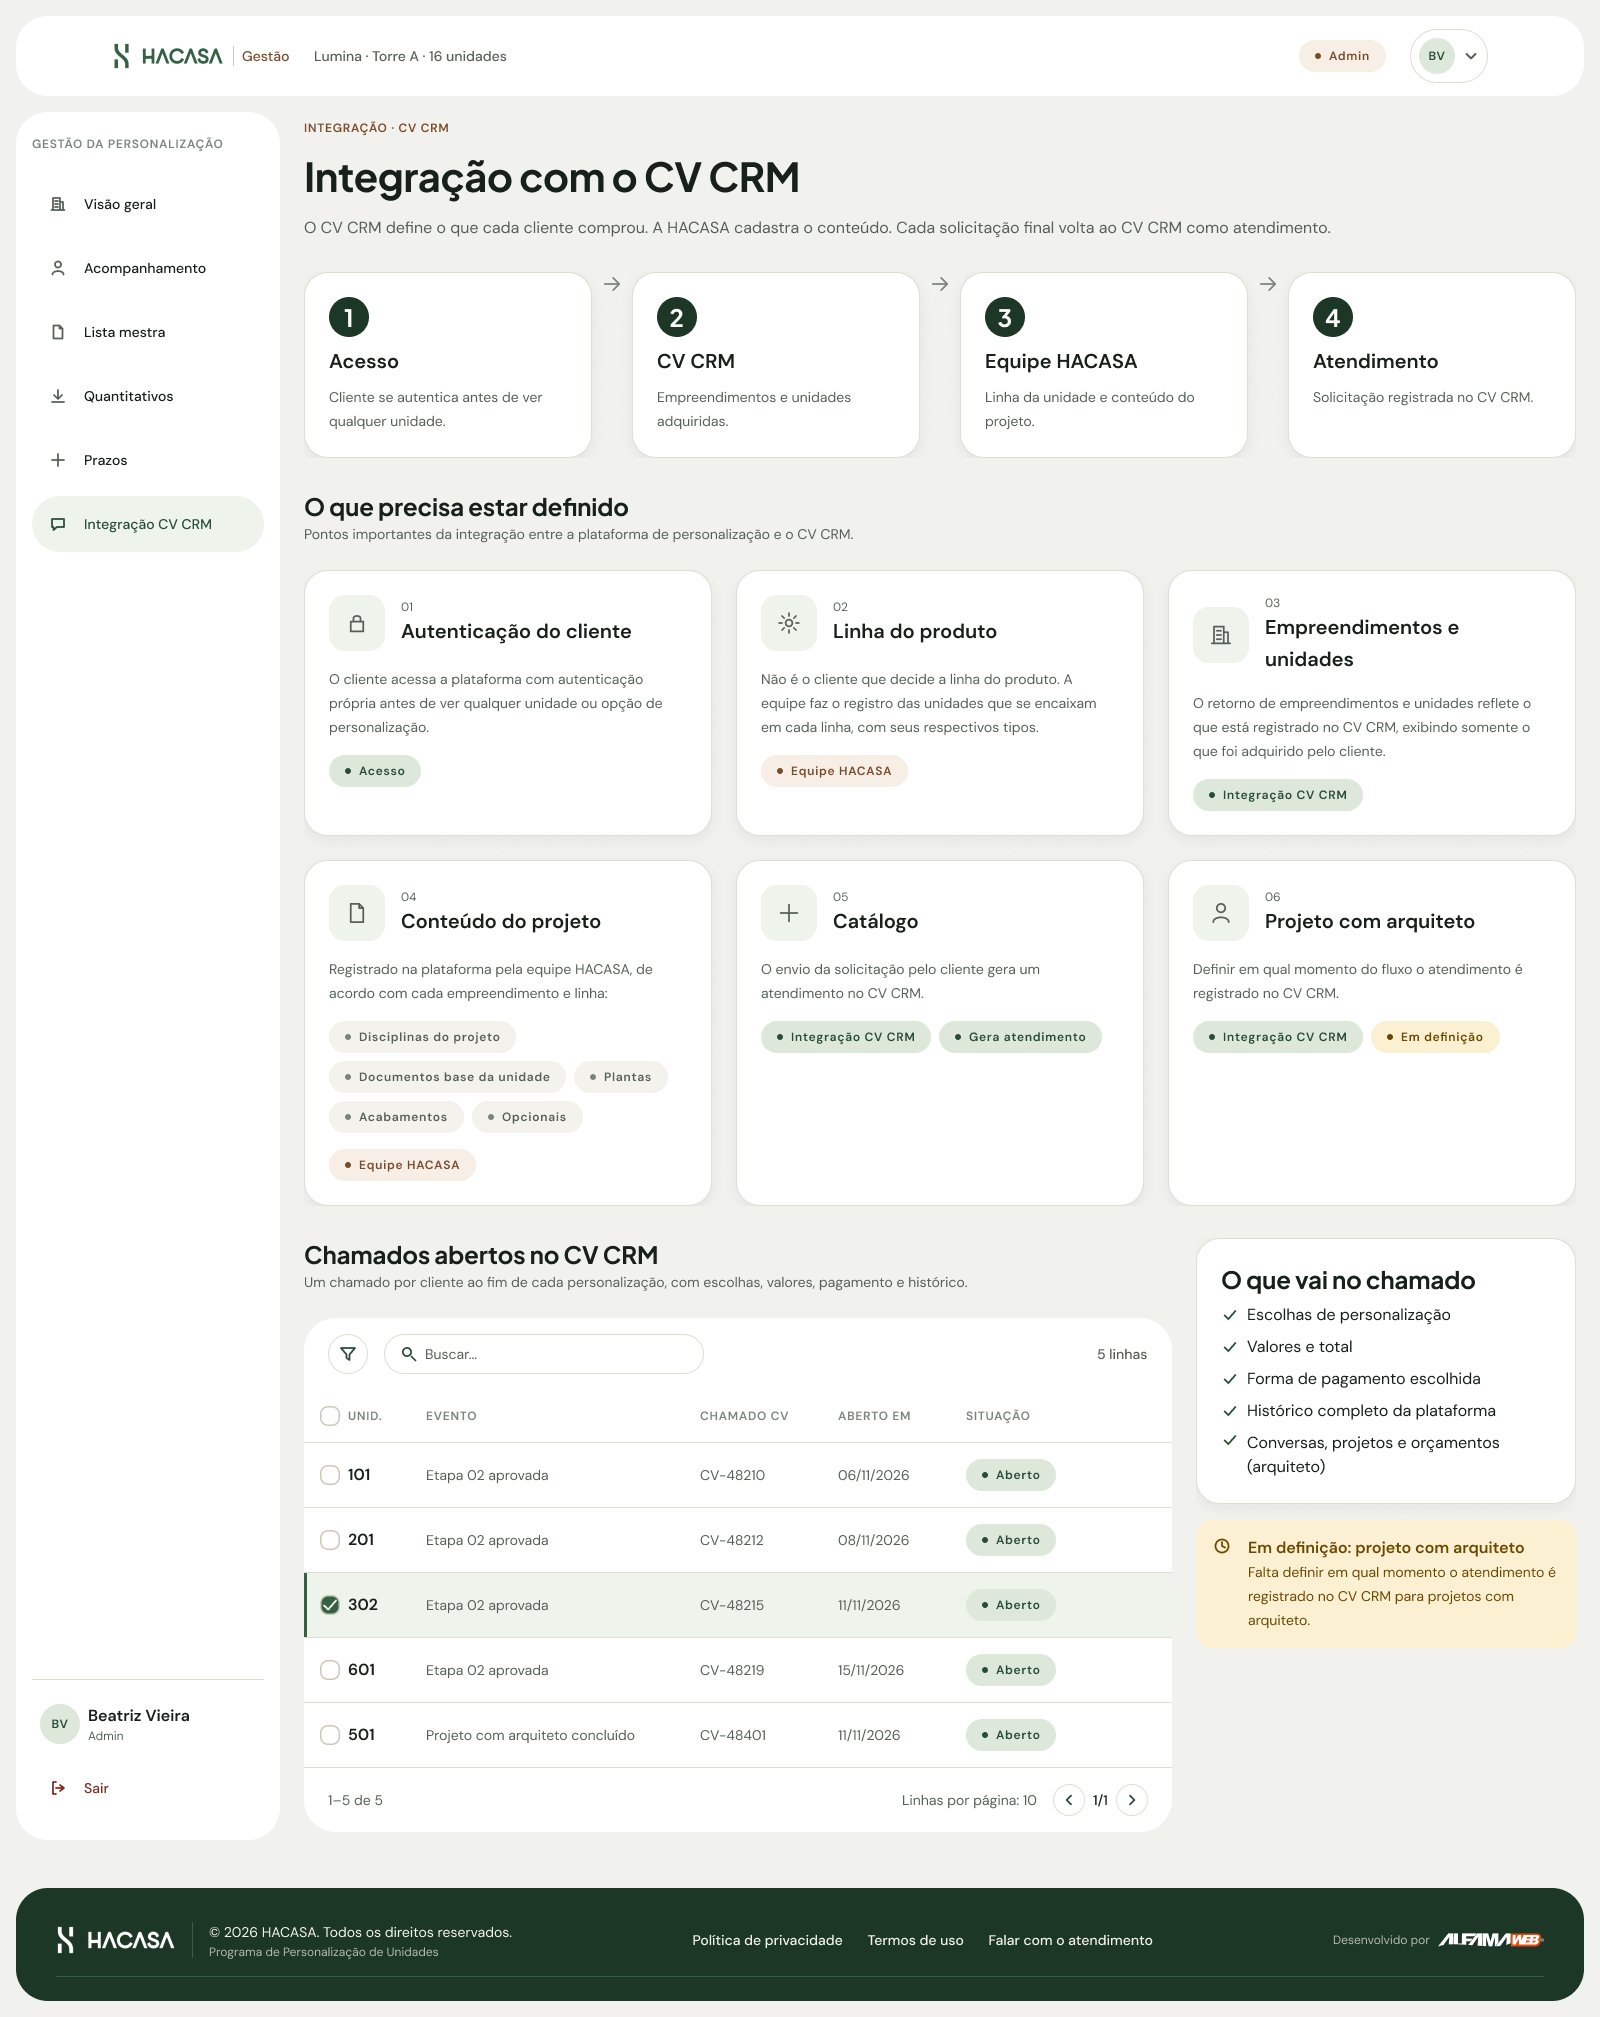 HACASA
Gestão
Lumina · Torre A · 16 unidades
Admin
BV
GESTÃO DA PERSONALIZAÇÃO
Visão geral
Acompanhamento
Lista mestra
Quantitativos
Prazos
Integração CV CRM
Beatriz Vieira
BV
Admin
Sair
INTEGRAÇÃO · CV CRM
Integração com o CV CRM
O CV CRM define o que cada cliente comprou. A HACASA cadastra o conteúdo. Cada solicitação final volta ao CV CRM como atendimento.
1
Acesso
Cliente se autentica antes de ver
qualquer unidade.
2
CV CRM
Empreendimentos e unidades
adquiridas.
3
Equipe HACASA
Linha da unidade e conteúdo do
projeto.
4
Atendimento
Solicitação registrada no CV CRM.
O que precisa estar definido
Pontos importantes da integração entre a plataforma de personalização e o CV CRM.
01
Autenticação do cliente
O cliente acessa a plataforma com autenticação
própria antes de ver qualquer unidade ou opção de
personalização.
Acesso
02
Linha do produto
Não é o cliente que decide a linha do produto. A
equipe faz o registro das unidades que se encaixam
em cada linha, com seus respectivos tipos.
Equipe HACASA
03
Empreendimentos e
unidades
O retorno de empreendimentos e unidades reflete o
que está registrado no CV CRM, exibindo somente o
que foi adquirido pelo cliente.
Integração CV CRM
04
Conteúdo do projeto
Registrado na plataforma pela equipe HACASA, de
acordo com cada empreendimento e linha:
Disciplinas do projeto
Documentos base da unidade Plantas
Acabamentos Opcionais
Equipe HACASA
05
Catálogo
O envio da solicitação pelo cliente gera um
atendimento no CV CRM.
Integração CV CRM Gera atendimento
06
Projeto com arquiteto
Definir em qual momento do fluxo o atendimento é
registrado no CV CRM.
Integração CV CRM Em definição
Chamados abertos no CV CRM
Um chamado por cliente ao fim de cada personalização, com escolhas, valores, pagamento e histórico.
Buscar...
5 linhas
UNID. EVENTO CHAMADO CV ABERTO EM SITUAÇÃO
101 Etapa 02 aprovada CV-48210 06/11/2026 Aberto
201 Etapa 02 aprovada CV-48212 08/11/2026 Aberto
302 Etapa 02 aprovada CV-48215 11/11/2026 Aberto
601 Etapa 02 aprovada CV-48219 15/11/2026 Aberto
501 Projeto com arquiteto concluído CV-48401 11/11/2026 Aberto
1–5 de 5 Linhas por página: 10 1/1
O que vai no chamado
Escolhas de personalização
Valores e total
Forma de pagamento escolhida
Histórico completo da plataforma
Conversas, projetos e orçamentos
(arquiteto)
Em definição: projeto com arquiteto
Falta definir em qual momento o atendimento é
registrado no CV CRM para projetos com
arquiteto.
HACASA
© 2026 HACASA. Todos os direitos reservados.
Programa de Personalização de Unidades
Política de privacidade Termos de uso Falar com o atendimento
Desenvolvido por ALFAMAWEB